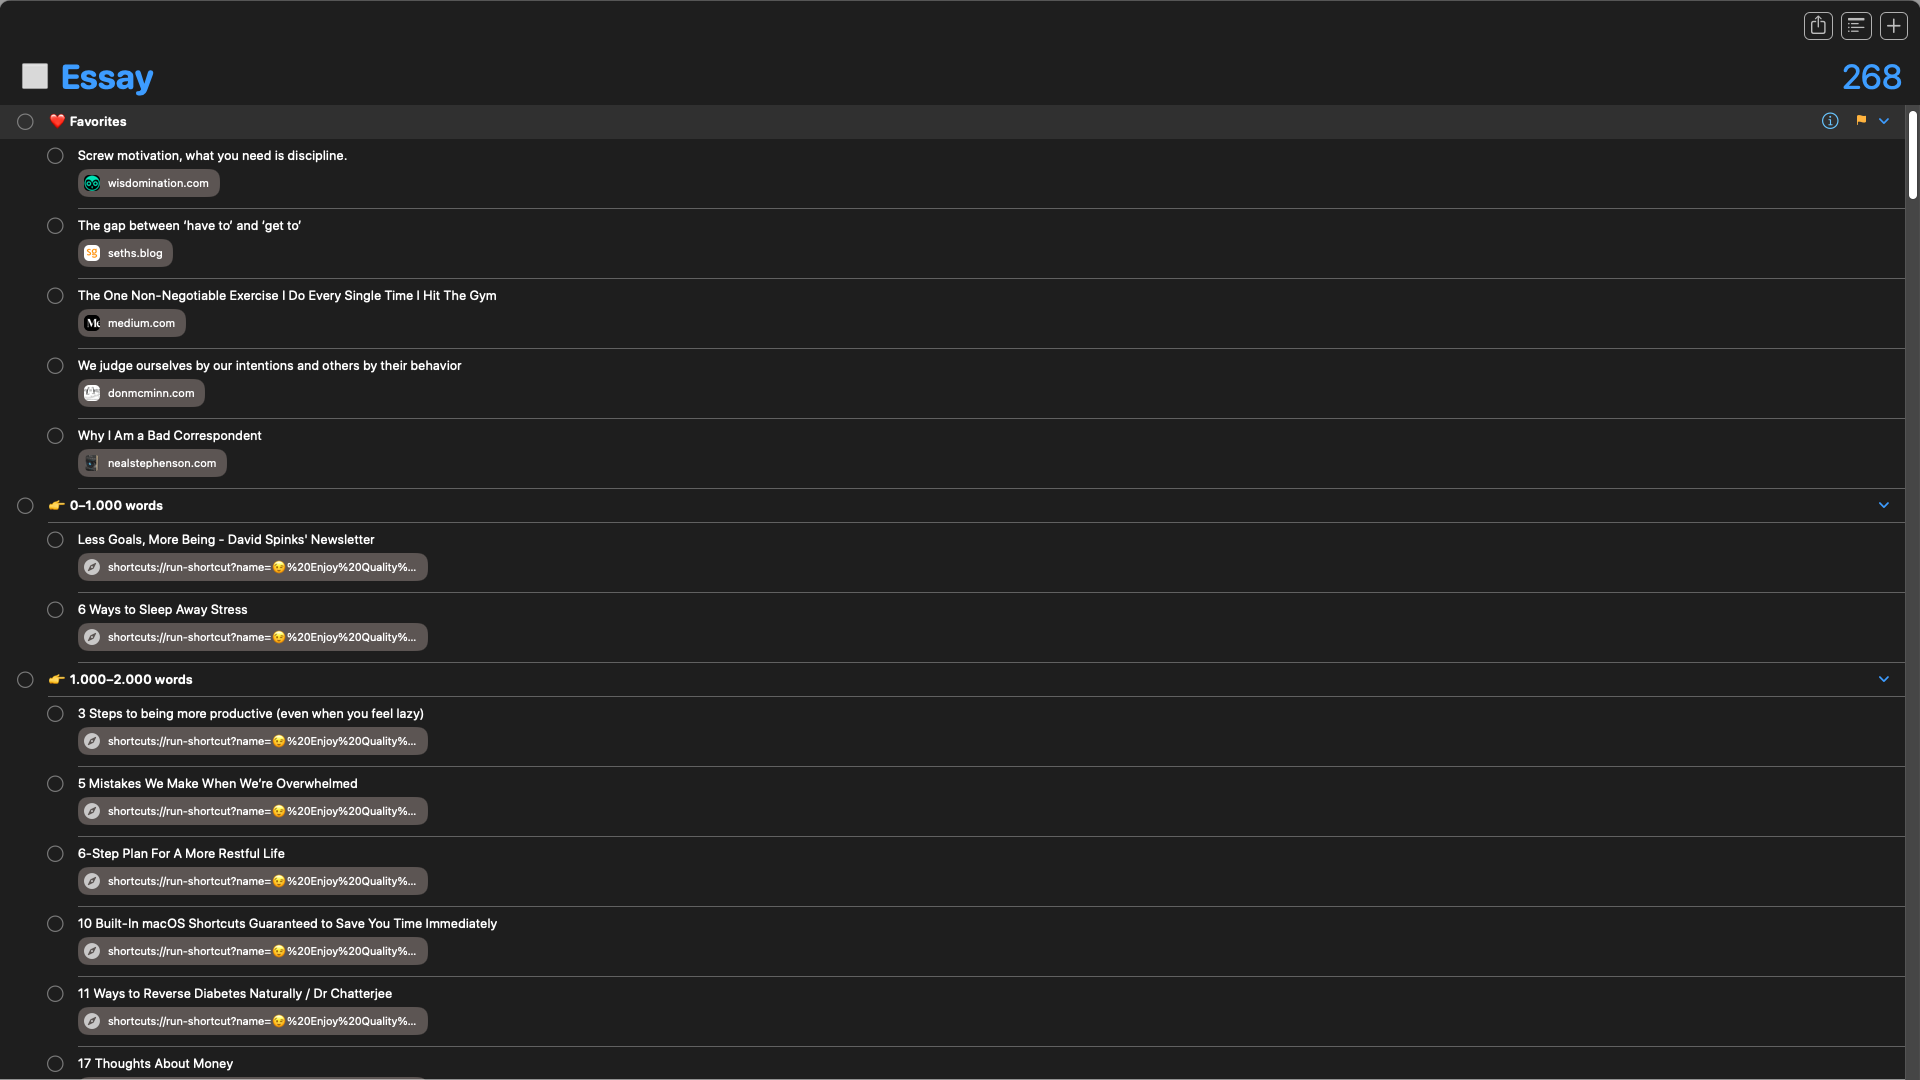 Essay
268
❤️ Favorites
Screw motivation, what you need is discipline.
wisdomination.com
The gap between ‘have to’ and ‘get to’
sg seths.blog
The One Non-Negotiable Exercise I Do Every Single Time I Hit The Gym
medium.com
We judge ourselves by our intentions and others by their behavior
donmcminn.com
Why I Am a Bad Correspondent
nealstephenson.com
👉 0–1.000 words
Less Goals, More Being - David Spinks' Newsletter
shortcuts://run-shortcut?name=😉%20Enjoy%20Quality%...
6 Ways to Sleep Away Stress
shortcuts://run-shortcut?name=😉%20Enjoy%20Quality%...
👉 1.000–2.000 words
3 Steps to being more productive (even when you feel lazy)
shortcuts://run-shortcut?name=😉%20Enjoy%20Quality%...
5 Mistakes We Make When We’re Overwhelmed
shortcuts://run-shortcut?name=😉%20Enjoy%20Quality%...
6-Step Plan For A More Restful Life
shortcuts://run-shortcut?name=😉%20Enjoy%20Quality%...
10 Built-In macOS Shortcuts Guaranteed to Save You Time Immediately
shortcuts://run-shortcut?name=😉%20Enjoy%20Quality%...
11 Ways to Reverse Diabetes Naturally / Dr Chatterjee
shortcuts://run-shortcut?name=😉%20Enjoy%20Quality%...
17 Thoughts About Money